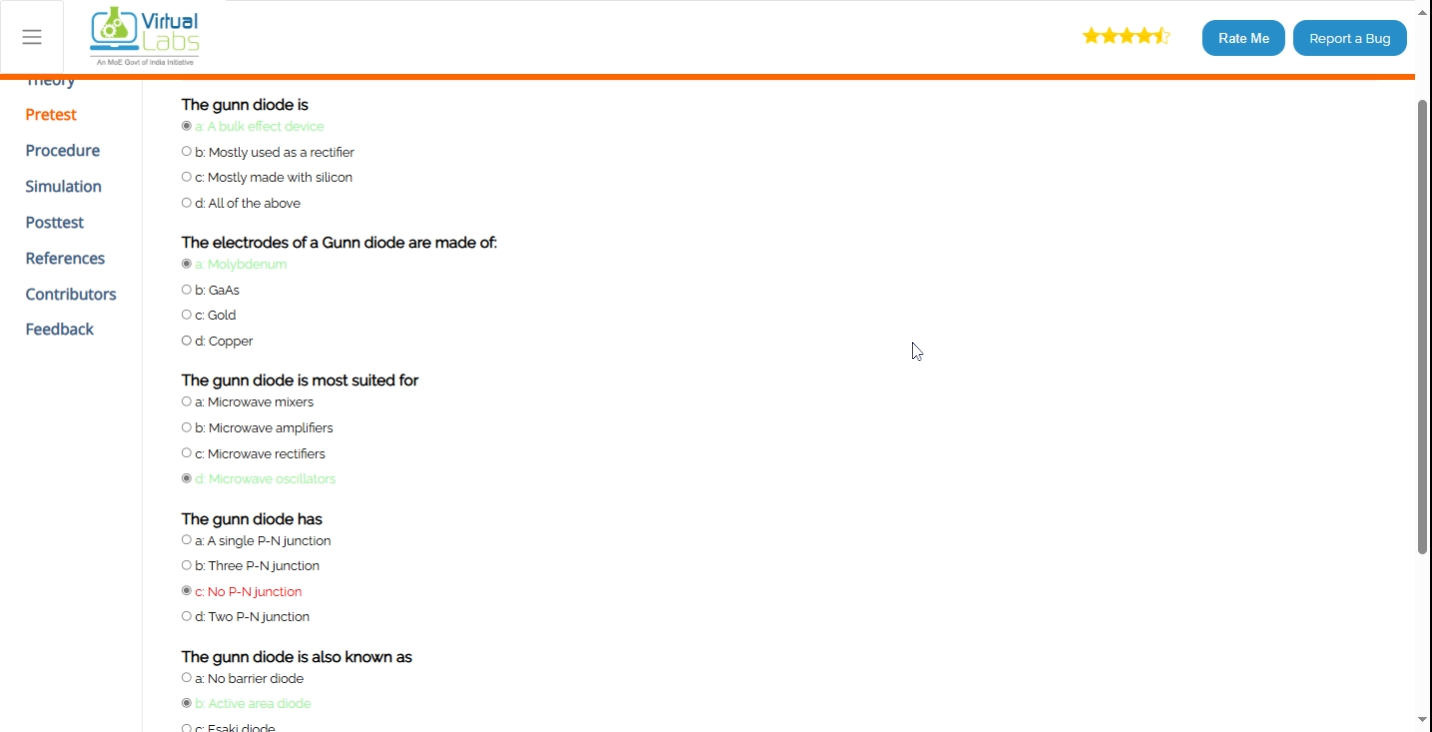 Virtual
Labs
An MoE Govt of India Initiative
Rate Me
Report a Bug
Theory
Pretest
Procedure
Simulation
Posttest
References
Contributors
Feedback
The gunn diode is
a: A bulk effect device
b: Mostly used as a rectifier
c: Mostly made with silicon
d: All of the above
The electrodes of a Gunn diode are made of:
a: Molybdenum
b: GaAs
c: Gold
d: Copper
The gunn diode is most suited for
a: Microwave mixers
b: Microwave amplifiers
c: Microwave rectifiers
d: Microwave oscillators
The gunn diode has
a: A single P-N junction
b: Three P-N junction
c: No P-N junction
d: Two P-N junction
The gunn diode is also known as
a: No barrier diode
b: Active area diode
c: Esaki diode